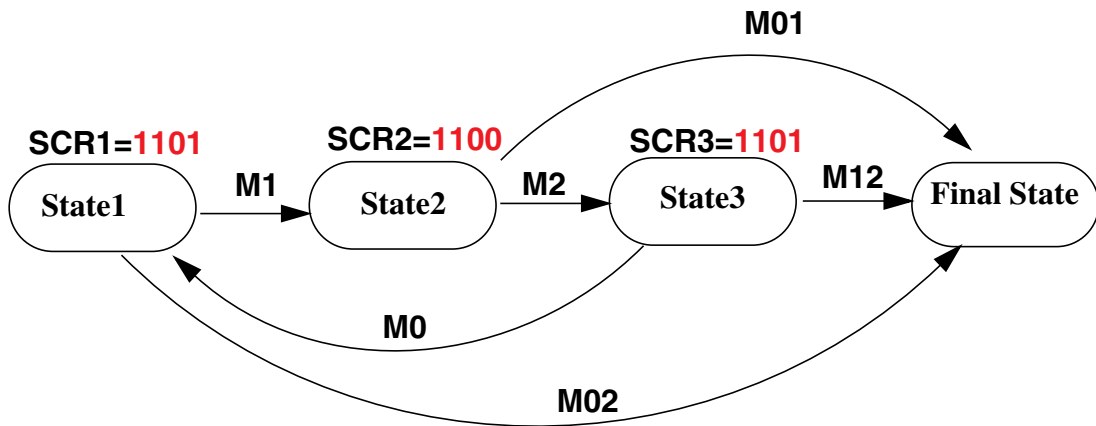 M01
SCR1=1101
SCR2=1100
SCR3=1101
State1
M1
State2
M2
State3
M12
Final State
M0
M02